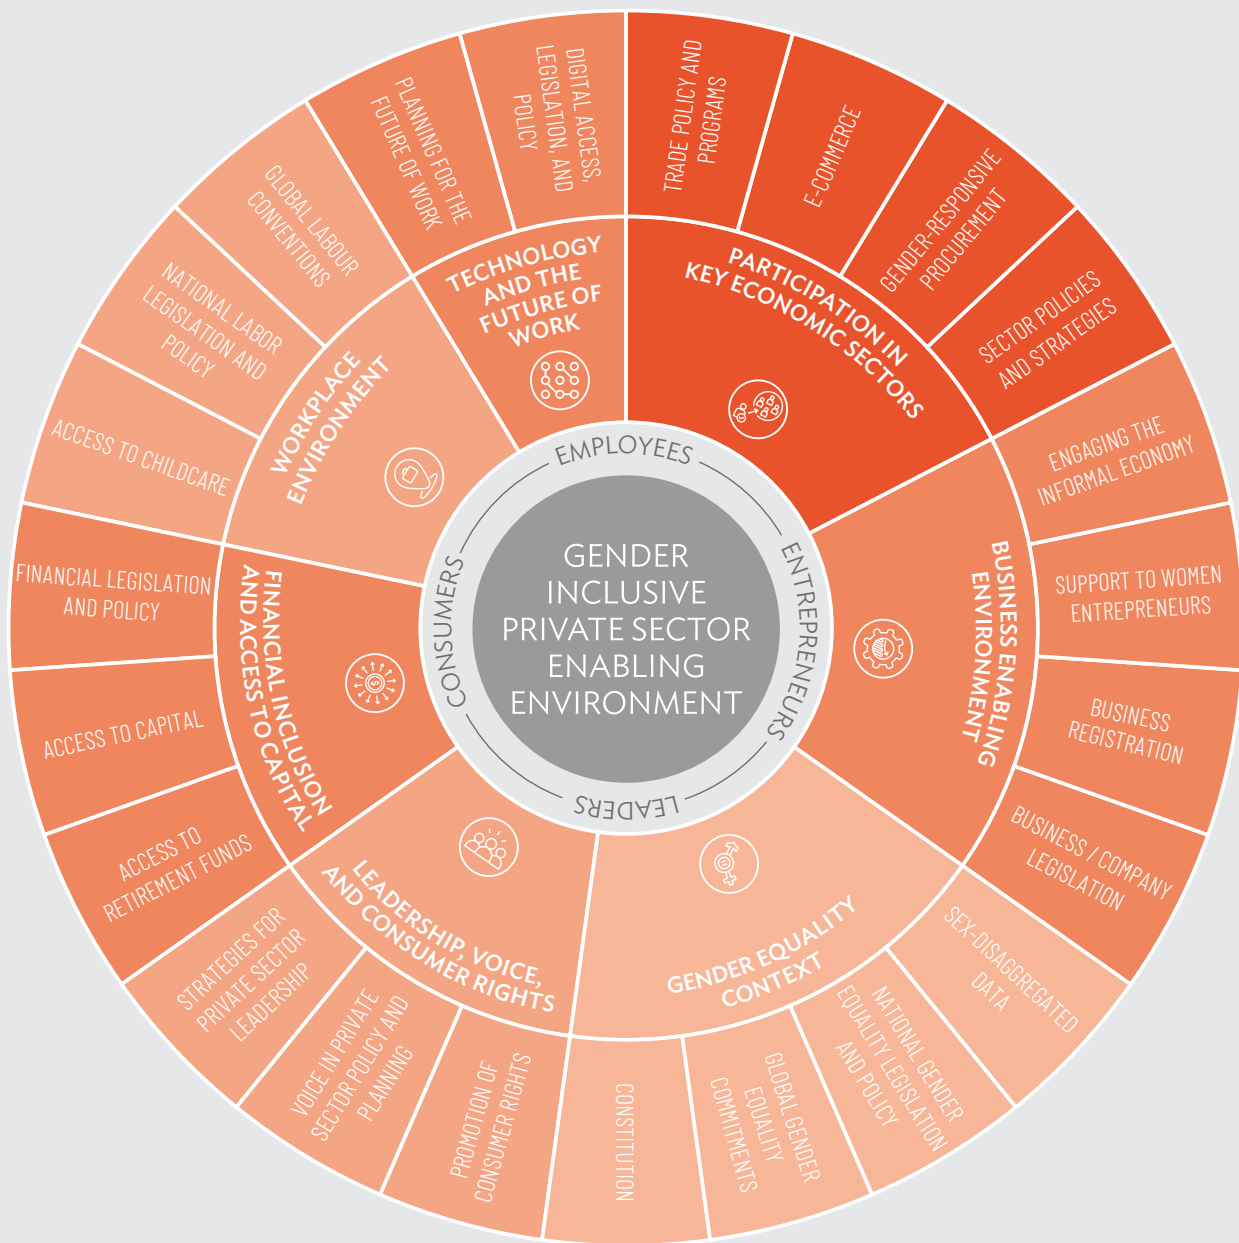 GENDER
INCLUSIVE
PRIVATE SECTOR
ENABLING
ENVIRONMENT
EMPLOYEES
ENTREPRENEURS
LEADERS
CONSUMERS
PARTICIPATION IN
KEY ECONOMIC SECTORS
TRADE POLICY AND
PROGRAMS
E-COMMERCE
GENDER-RESPONSIVE
PROCUREMENT
SECTOR POLICIES
AND STRATEGIES
BUSINESS ENABLING
ENVIRONMENT
ENGAGING THE
INFORMAL ECONOMY
SUPPORT TO WOMEN
ENTREPRENEURS
BUSINESS
REGISTRATION
BUSINESS / COMPANY
LEGISLATION
GENDER EQUALITY
CONTEXT
SEX-DISAGGREGATED
DATA
NATIONAL GENDER
EQUALITY LEGISLATION
AND POLICY
GLOBAL GENDER
EQUALITY
COMMITMENTS
CONSTITUTION
LEADERSHIP, VOICE,
AND CONSUMER RIGHTS
PROMOTION OF
CONSUMER RIGHTS
VOICE IN PRIVATE
SECTOR POLICY AND
PLANNING
STRATEGIES FOR
PRIVATE SECTOR
LEADERSHIP
FINANCIAL INCLUSION
AND ACCESS TO CAPITAL
ACCESS TO
RETIREMENT FUNDS
ACCESS TO CAPITAL
FINANCIAL LEGISLATION
AND POLICY
WORKPLACE
ENVIRONMENT
ACCESS TO CHILDCARE
NATIONAL LABOR
LEGISLATION AND
POLICY
GLOBAL LABOUR
CONVENTIONS
TECHNOLOGY
AND THE
FUTURE OF
WORK
PLANNING FOR THE
FUTURE OF WORK
DIGITAL ACCESS,
LEGISLATION, AND
POLICY